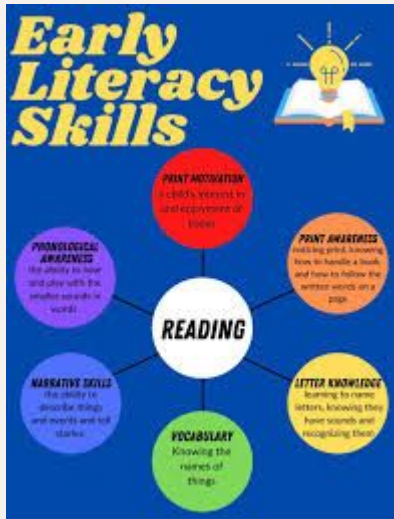 Early
Literacy
Skills
PRINT MOTIVATION
a child's interest in
and enjoyment of
books
PRINT AWARENESS
noticing print, knowing
how to handle a book
and how to follow the
written words on a
page
LETTER KNOWLEDGE
learning to name
letters, knowing they
have sounds and
recognizing them
VOCABULARY
Knowing the
names of
things
NARRATIVE SKILLS
the ability to
describe things
and events and tell
stories
PHONOLOGICAL
AWARENESS
the ability to hear
and play with the
smaller sounds in
words
READING